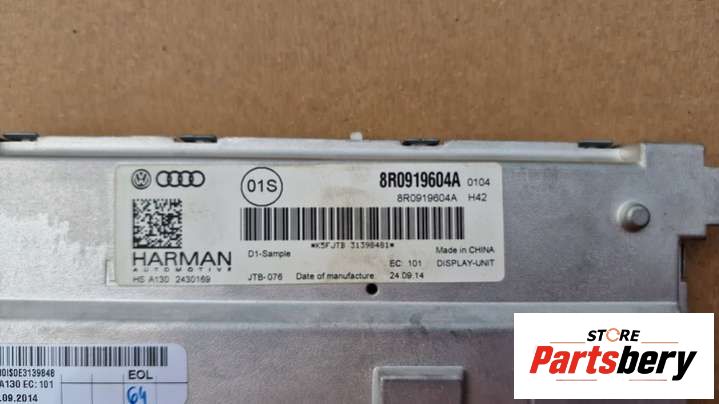 01S
8R0919604A 0104
8R0919604A H42
*K5FJTB 31398481*
HARMAN
AUTOMOTIVE
D1-Sample
Made in CHINA
EC: 101 DISPLAY-UNIT
HS A130 2430169
JTB-076 Date of manufacture 24.09.14
A130 EC: 101
EOL
.09.2014
64
STORE
Partsbery